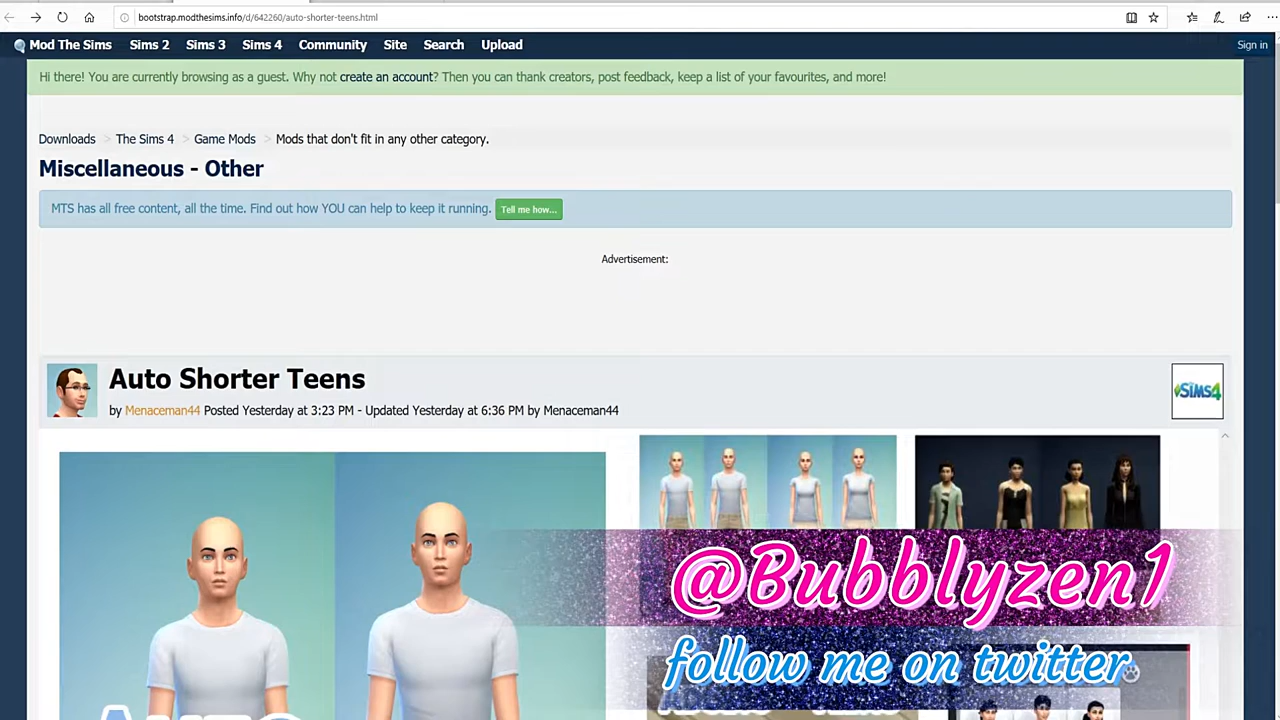 bootstrap.modthesims.info/d/642260/auto-shorter-teens.html
Mod The Sims Sims 2 Sims 3 Sims 4 Community Site Search Upload Sign in
Hi there! You are currently browsing as a guest. Why not create an account? Then you can thank creators, post feedback, keep a list of your favourites, and more!
Downloads > The Sims 4 > Game Mods > Mods that don't fit in any other category.
Miscellaneous - Other
MTS has all free content, all the time. Find out how YOU can help to keep it running. Tell me how...
Advertisement:
Auto Shorter Teens
by Menaceman44 Posted Yesterday at 3:23 PM - Updated Yesterday at 6:36 PM by Menaceman44
SiMS4
@Bubblyzen1
follow me on twitter